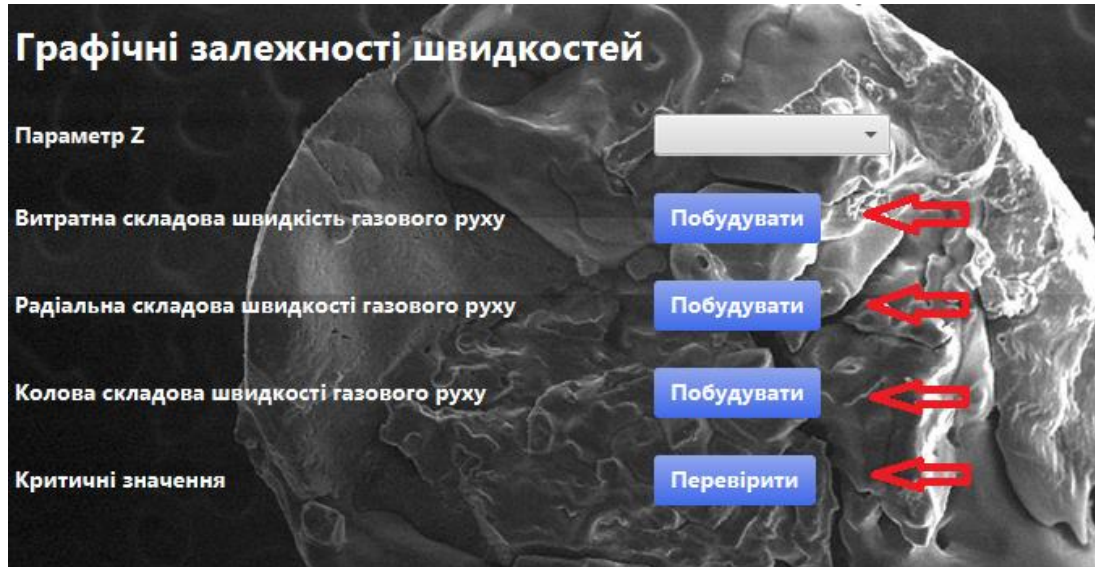 Графічні залежності швидкостей
Параметр Z
Витратна складова швидкість газового руху Побудувати
Радіальна складова швидкості газового руху Побудувати
Колова складова швидкості газового руху Побудувати
Критичні значення Перевірити